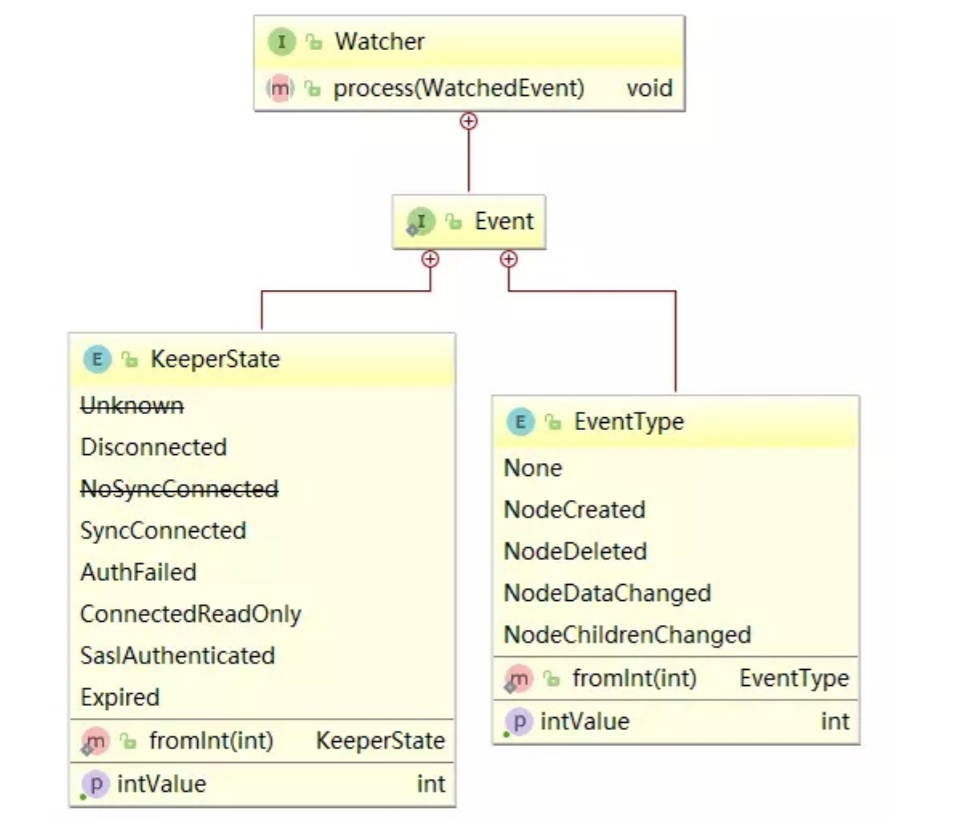 I Watcher
m process(WatchedEvent) void
I Event
E KeeperState
Unknown
Disconnected
NoSyncConnected
SyncConnected
AuthFailed
ConnectedReadOnly
SaslAuthenticated
Expired
m fromInt(int) KeeperState
p intValue int
E EventType
None
NodeCreated
NodeDeleted
NodeDataChanged
NodeChildrenChanged
m fromInt(int) EventType
p intValue int